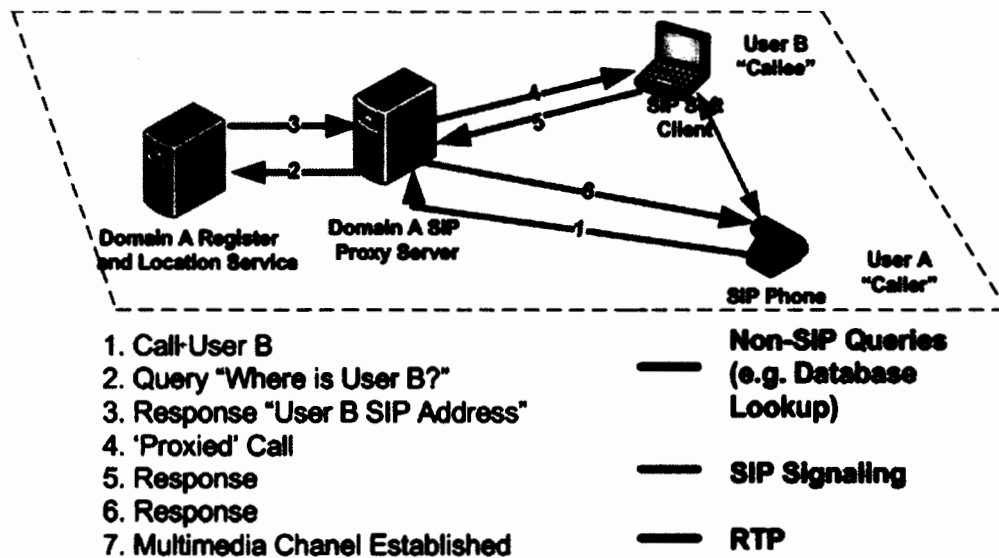 User B
"Callee"
SIP Soft
Client
4
5
3
2
6
1
Domain A Register
and Location Service
Domain A SIP
Proxy Server
User A
"Caller"
SIP Phone
1. Call User B
2. Query "Where is User B?"
3. Response "User B SIP Address"
4. 'Proxied' Call
5. Response
6. Response
7. Multimedia Chanel Established
Non-SIP Queries
(e.g. Database
Lookup)
SIP Signaling
RTP